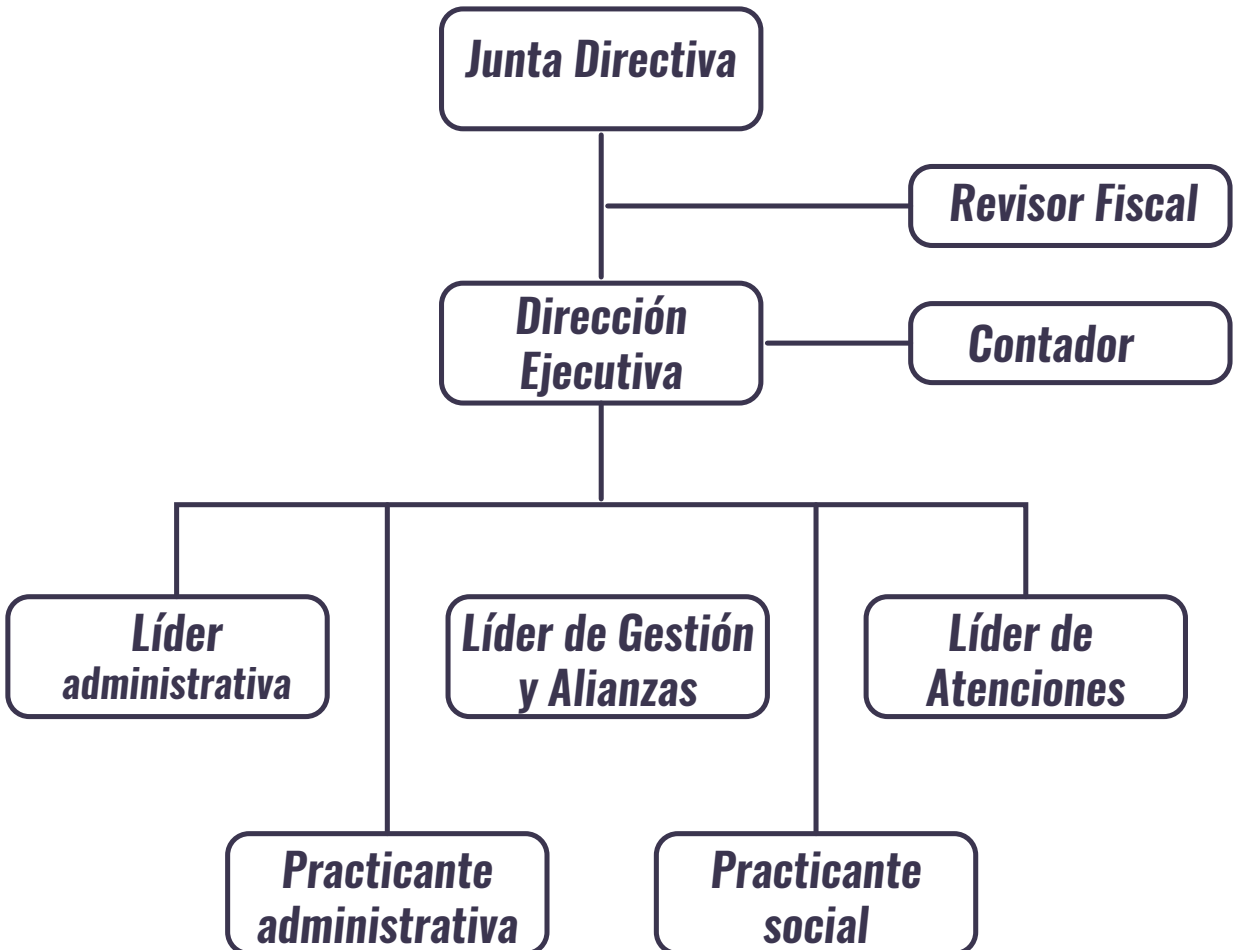 Junta Directiva
Revisor Fiscal
Dirección
Ejecutiva
Contador
Líder
administrativa
Líder de Gestión
y Alianzas
Líder de
Atenciones
Practicante
administrativa
Practicante
social